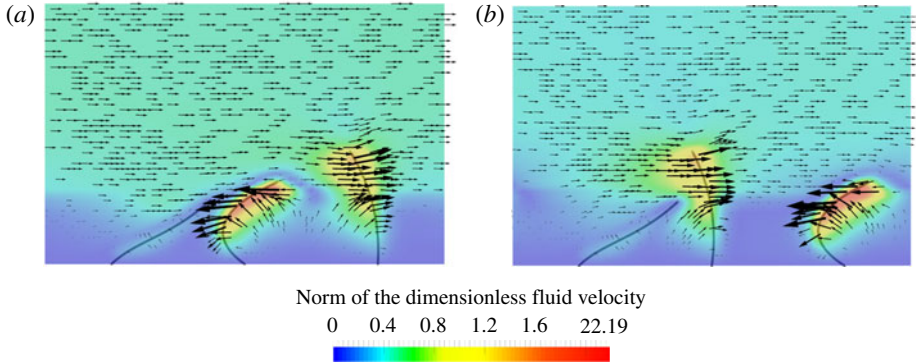 (a) (b)
Norm of the dimensionless fluid velocity
0 0.4 0.8 1.2 1.6 22.19